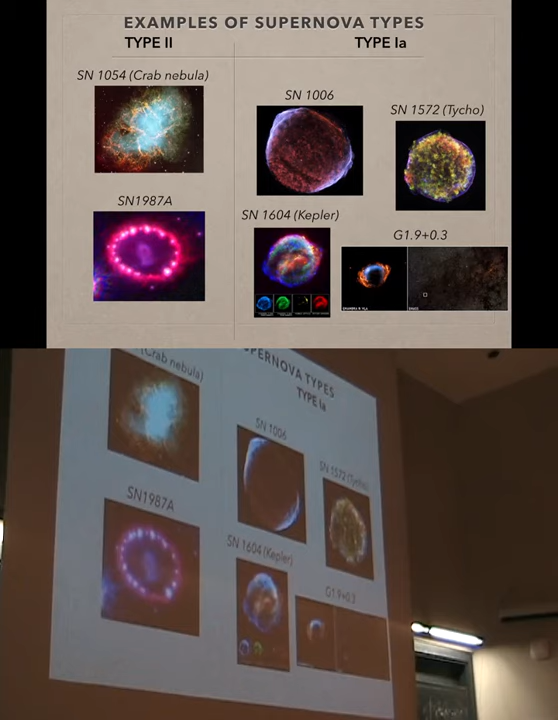 EXAMPLES OF SUPERNOVA TYPES
TYPE II
TYPE Ia
SN 1054 (Crab nebula)
SN 1006
SN 1572 (Tycho)
SN1987A
SN 1604 (Kepler)
G1.9+0.3
(Crab nebula)
SUPERNOVA TYPES
TYPE Ia
SN 1006
SN 1572 (Tycho)
SN1987A
SN 1604 (Kepler)
G1.9+0.3